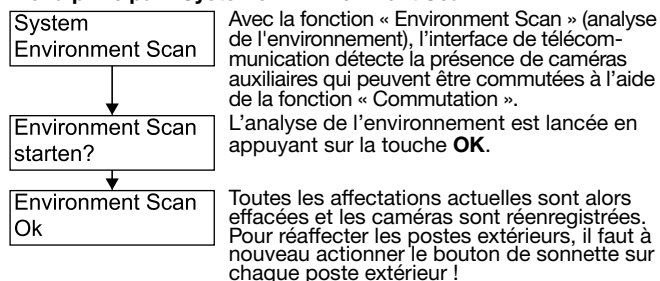 System
Environment Scan
Avec la fonction « Environment Scan » (analyse
de l'environnement), l'interface de télécom-
munication détecte la présence de caméras
auxiliaires qui peuvent être commutées à l'aide
de la fonction « Commutation ».
Environment Scan
starten?
L'analyse de l'environnement est lancée en
appuyant sur la touche OK.
Environment Scan
Ok
Toutes les affectations actuelles sont alors
effacées et les caméras sont réenregistrées.
Pour réaffecter les postes extérieurs, il faut à
nouveau actionner le bouton de sonnette sur
chaque poste extérieur !